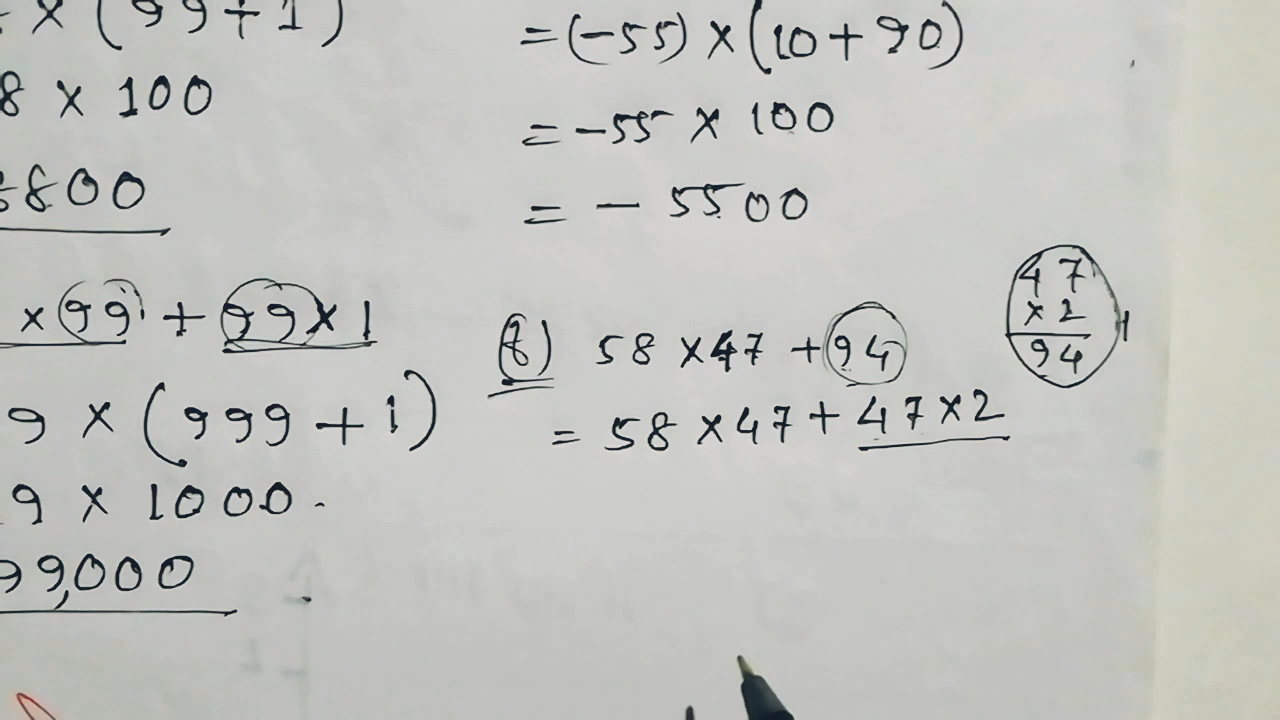 × (99+1)
8 × 100
800
× 99 + 99 × 1
9 × (999 + 1)
9 × 1000.
99,000
= (-55) × (10 + 90)
= -55 × 100
= - 5500
58 × 47 + 94
= 58 × 47 + 47 × 2
47
× 2
94